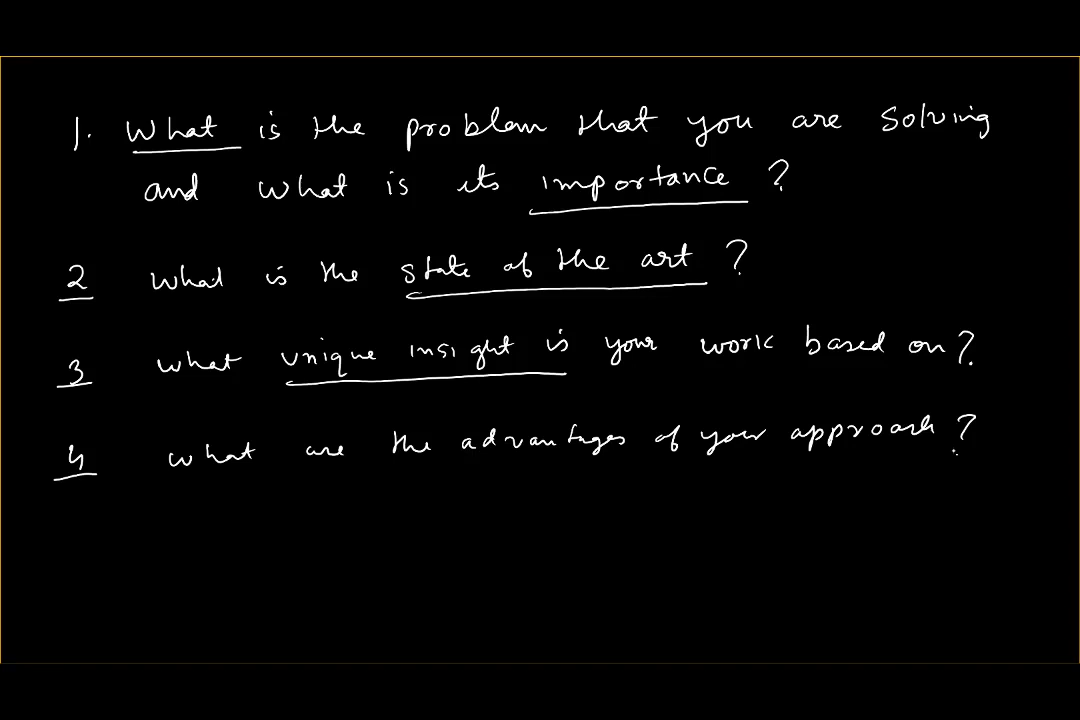 1. What is the problem that you are solving
and what is its importance ?
2 What is the state of the art ?
3 What unique insight is your work based on ?
4 What are the advantages of your approach ?